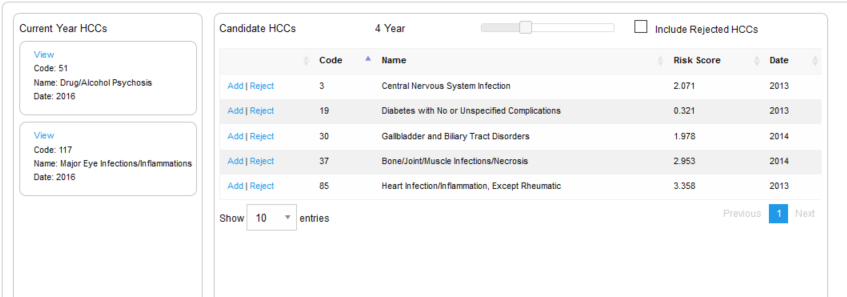 Current Year HCCs
View
Code: 51
Name: Drug/Alcohol Psychosis
Date: 2016
View
Code: 117
Name: Major Eye Infections/Inflammations
Date: 2016
Candidate HCCs 4 Year Include Rejected HCCs
Code Name Risk Score Date
Add | Reject 3 Central Nervous System Infection 2.071 2013
Add | Reject 19 Diabetes with No or Unspecified Complications 0.321 2013
Add | Reject 30 Gallbladder and Biliary Tract Disorders 1.978 2014
Add | Reject 37 Bone/Joint/Muscle Infections/Necrosis 2.953 2014
Add | Reject 85 Heart Infection/Inflammation, Except Rheumatic 3.358 2013
Show 10 entries Previous 1 Next